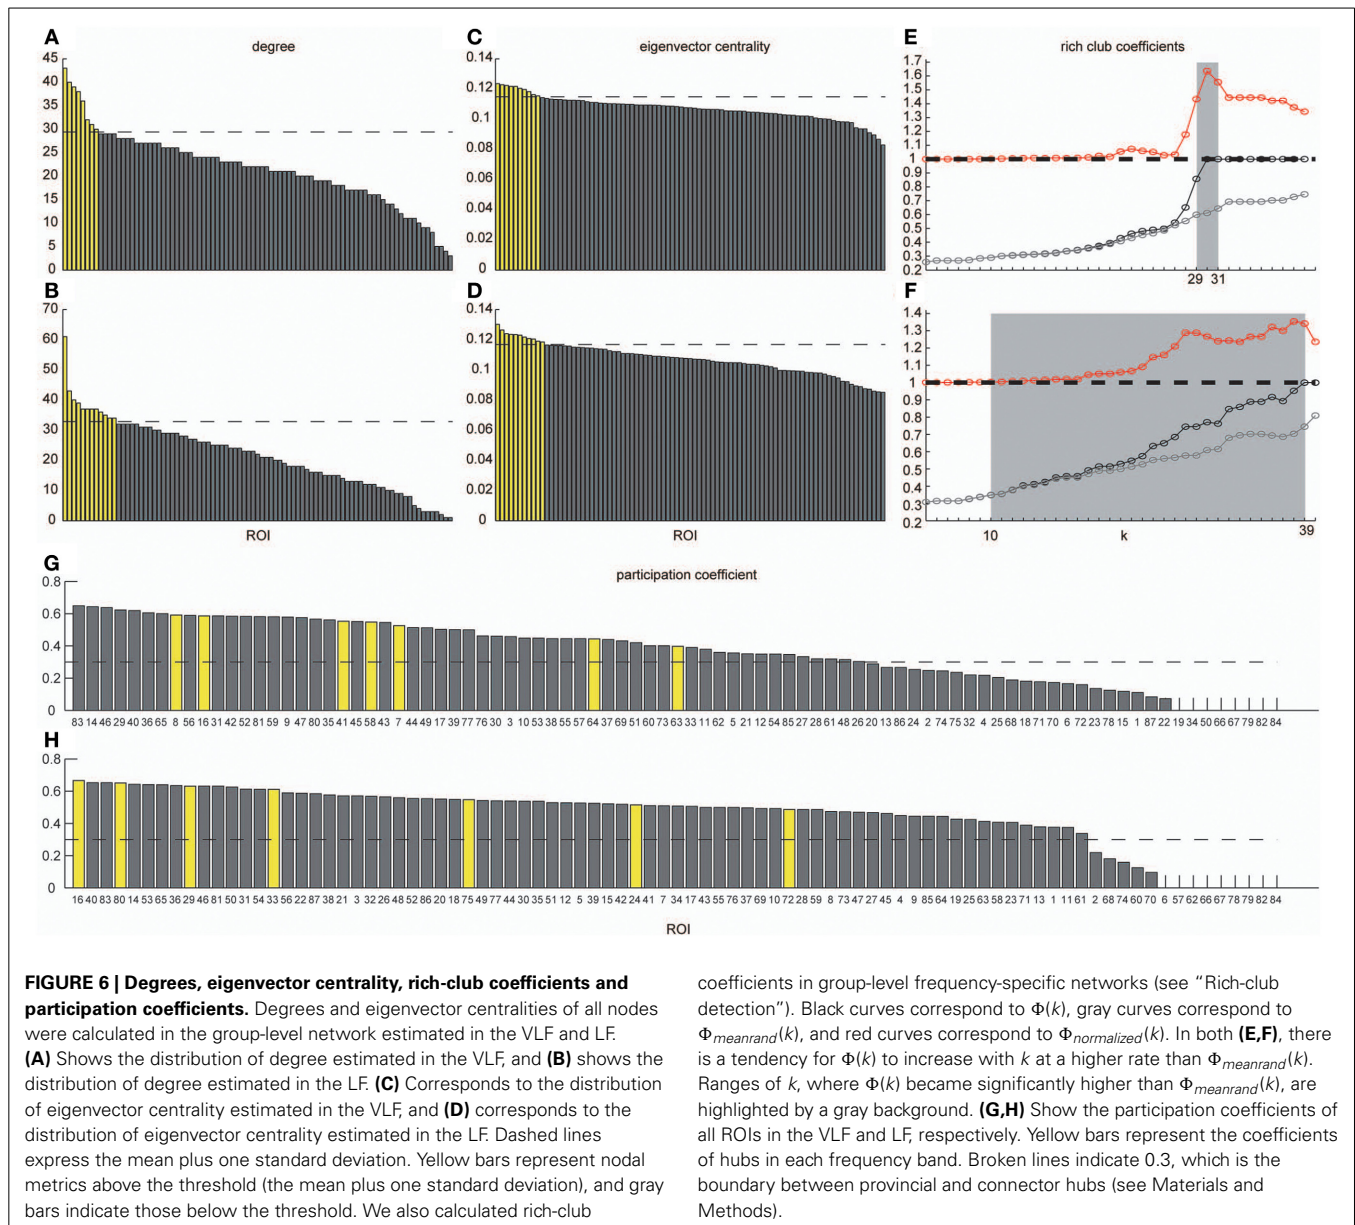 A
degree
45
40
35
30
25
20
15
10
5
0
B
70
60
50
40
30
20
10
0
ROI
C
eigenvector centrality
0.14
0.12
0.1
0.08
0.06
0.04
0.02
0
D
0.14
0.12
0.1
0.08
0.06
0.04
0.02
0
ROI
E
rich club coefficients
1.7
1.6
1.5
1.4
1.3
1.2
1.1
1
0.9
0.8
0.7
0.6
0.5
0.4
0.3
0.2
29 31
F
1.4
1.3
1.2
1.1
1
0.9
0.8
0.7
0.6
0.5
0.4
0.3
0.2
10 k 39
G
participation coefficient
0.8
0.6
0.4
0.2
0
83 14 46 29 40 36 65 8 56 16 31 42 52 81 59 9 47 80 35 41 45 58 43 7 44 49 17 39 77 76 30 3 10 53 38 55 57 64 37 69 51 60 73 63 33 11 62 5 21 12 54 85 27 28 61 32 48 26 20 13 86 24 2 74 75 32 4 25 68 18 71 70 6 72 23 78 15 1 87 22 19 34 50 66 67 79 82 84
H
0.8
0.6
0.4
0.2
0
16 40 83 80 14 53 65 36 29 46 81 50 31 54 33 56 22 87 38 21 3 32 26 48 52 86 20 18 75 49 77 44 30 35 51 12 5 39 15 42 24 41 7 34 17 43 55 76 37 69 10 72 28 59 8 73 47 27 45 4 9 85 64 19 25 63 58 23 71 13 1 11 61 2 68 74 60 70 6 57 62 66 67 78 79 82 84
ROI
FIGURE 6 | Degrees, eigenvector centrality, rich-club coefficients and
participation coefficients. Degrees and eigenvector centralities of all nodes
were calculated in the group-level network estimated in the VLF and LF.
(A) Shows the distribution of degree estimated in the VLF, and (B) shows the
distribution of degree estimated in the LF. (C) Corresponds to the distribution
of eigenvector centrality estimated in the VLF, and (D) corresponds to the
distribution of eigenvector centrality estimated in the LF. Dashed lines
express the mean plus one standard deviation. Yellow bars represent nodal
metrics above the threshold (the mean plus one standard deviation), and gray
bars indicate those below the threshold. We also calculated rich-club
coefficients in group-level frequency-specific networks (see “Rich-club
detection”). Black curves correspond to Φ(k), gray curves correspond to
Φmeanrand(k), and red curves correspond to Φnormalized(k). In both (E,F), there
is a tendency for Φ(k) to increase with k at a higher rate than Φmeanrand(k).
Ranges of k, where Φ(k) became significantly higher than Φmeanrand(k), are
highlighted by a gray background. (G,H) Show the participation coefficients of
all ROIs in the VLF and LF, respectively. Yellow bars represent the coefficients
of hubs in each frequency band. Broken lines indicate 0.3, which is the
boundary between provincial and connector hubs (see Materials and
Methods).